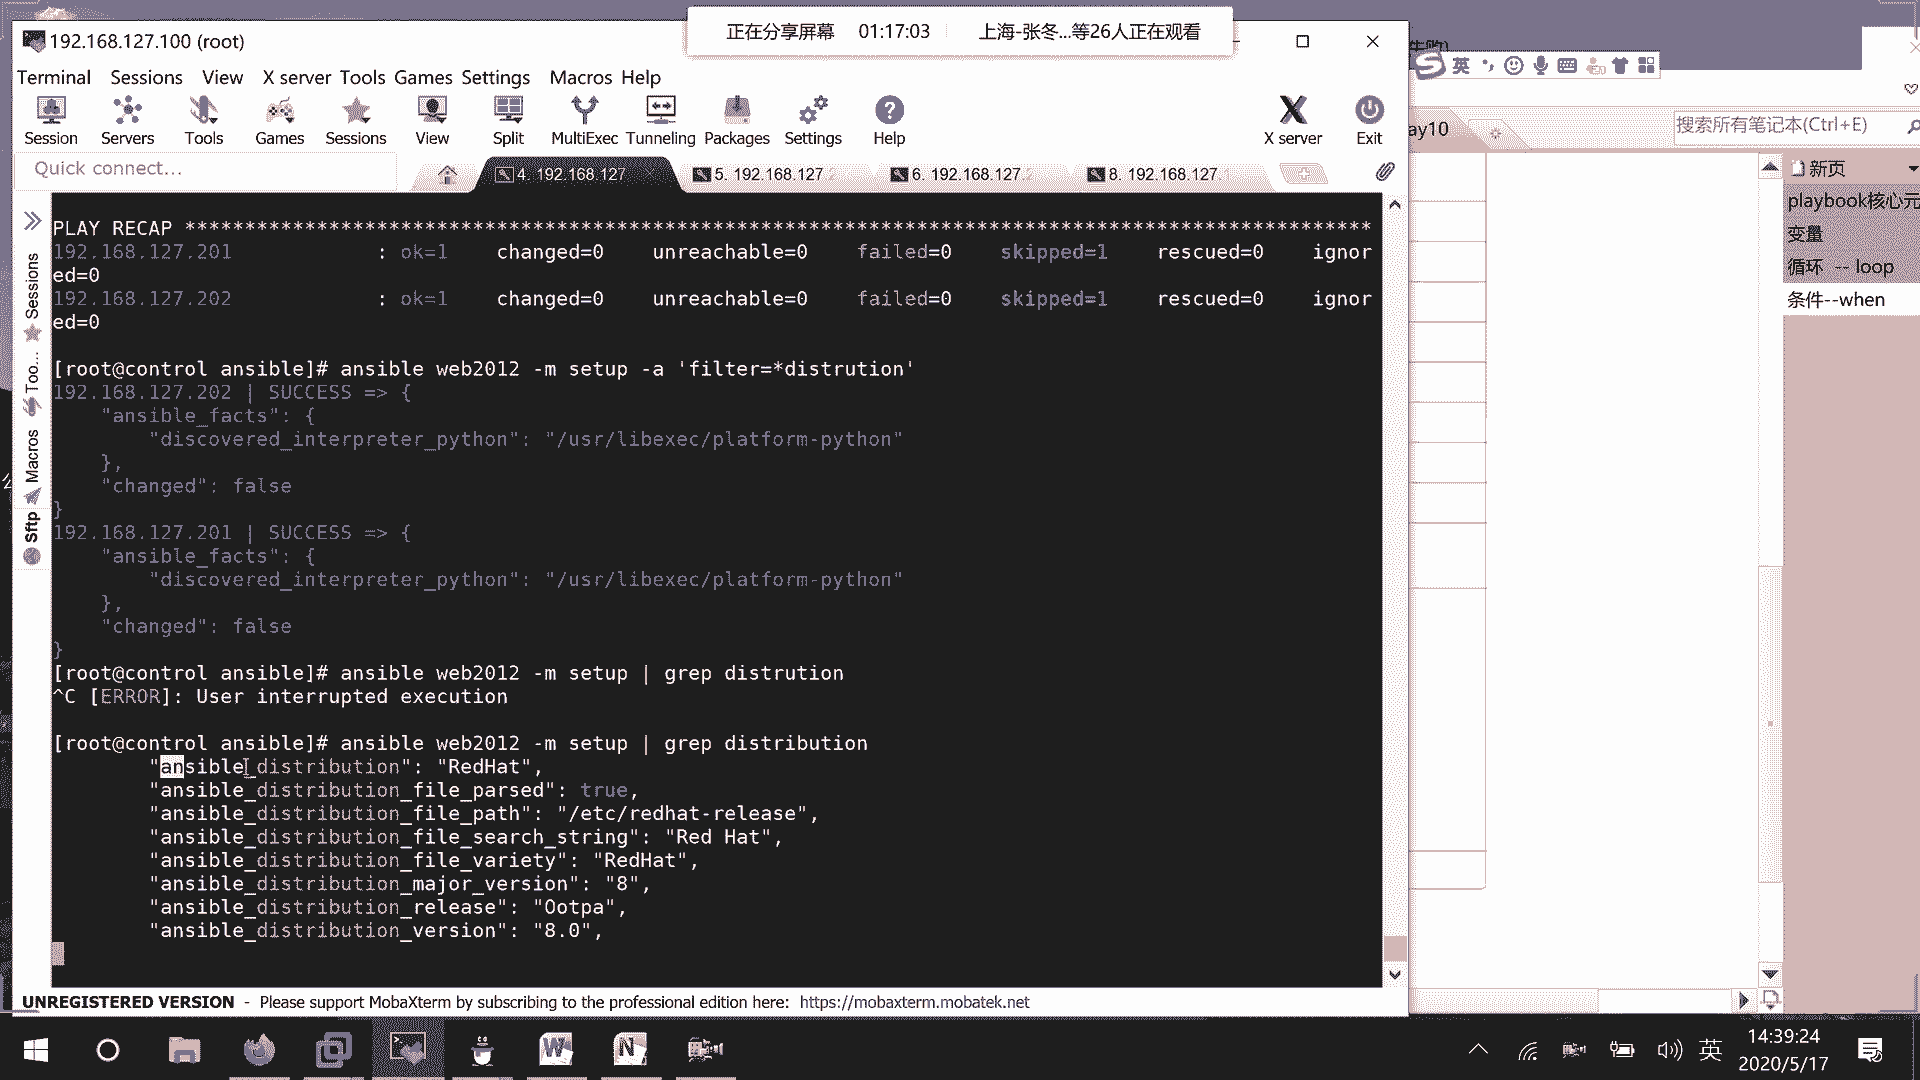 正在分享屏幕 01:17:03 上海-张冬...等26人正在观看
192.168.127.100 (root)
Terminal Sessions View X server Tools Games Settings Macros Help
英
Session Servers Tools Games Sessions View Split MultiExec Tunneling Packages Settings Help X server Exit
ay10
搜索所有笔记本(Ctrl+E)
Quick connect...
4. 192.168.127 5. 192.168.127. 6. 192.168.127. 8. 192.168.127.
新页
playbook核心元
变量
循环 -- loop
条件--when
Sessions
Too...
Macros
Sftp
PLAY RECAP ***************************************************************************************************
192.168.127.201 : ok=1 changed=0 unreachable=0 failed=0 skipped=1 rescued=0 ignor
ed=0
192.168.127.202 : ok=1 changed=0 unreachable=0 failed=0 skipped=1 rescued=0 ignor
ed=0
[root@control ansible]# ansible web2012 -m setup -a 'filter=*distrution'
192.168.127.202 | SUCCESS => {
"ansible_facts": {
"discovered_interpreter_python": "/usr/libexec/platform-python"
},
"changed": false
}
192.168.127.201 | SUCCESS => {
"ansible_facts": {
"discovered_interpreter_python": "/usr/libexec/platform-python"
},
"changed": false
}
[root@control ansible]# ansible web2012 -m setup | grep distrution
^C [ERROR]: User interrupted execution
[root@control ansible]# ansible web2012 -m setup | grep distribution
"ansible_distribution": "RedHat",
"ansible_distribution_file_parsed": true,
"ansible_distribution_file_path": "/etc/redhat-release",
"ansible_distribution_file_search_string": "Red Hat",
"ansible_distribution_file_variety": "RedHat",
"ansible_distribution_major_version": "8",
"ansible_distribution_release": "Ootpa",
"ansible_distribution_version": "8.0",
UNREGISTERED VERSION - Please support MobaXterm by subscribing to the professional edition here: https://mobaxterm.mobatek.net
英
14:39:24
2020/5/17